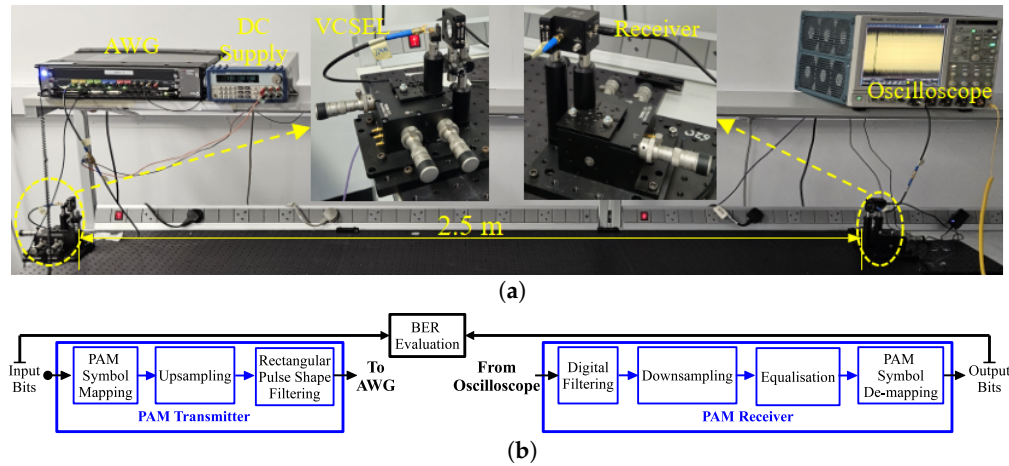 AWG
DC
Supply
VCSEL
Receiver
Oscilloscope
2.5 m
(a)
BER
Evaluation
Input
Bits
PAM
Symbol
Mapping
Upsampling
Rectangular
Pulse Shape
Filtering
To
AWG
PAM Transmitter
From
Oscilloscope
Digital
Filtering
Downsampling
Equalisation
PAM
Symbol
De-mapping
Output
Bits
PAM Receiver
(b)